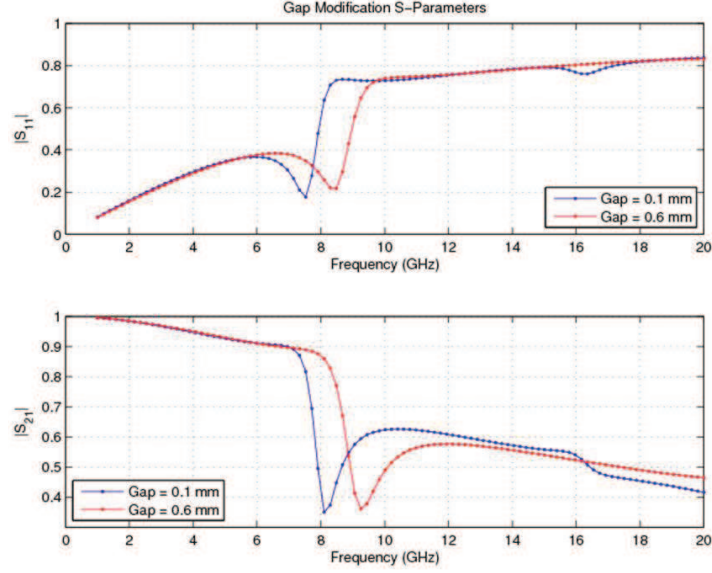 Gap Modification S-Parameters
1
0.8
0.6
0.4
0.2
0
|S11|
0 2 4 6 8 10 12 14 16 18 20
Frequency (GHz)
Gap = 0.1 mm
Gap = 0.6 mm
1
0.9
0.8
0.7
0.6
0.5
0.4
|S21|
0 2 4 6 8 10 12 14 16 18 20
Frequency (GHz)
Gap = 0.1 mm
Gap = 0.6 mm